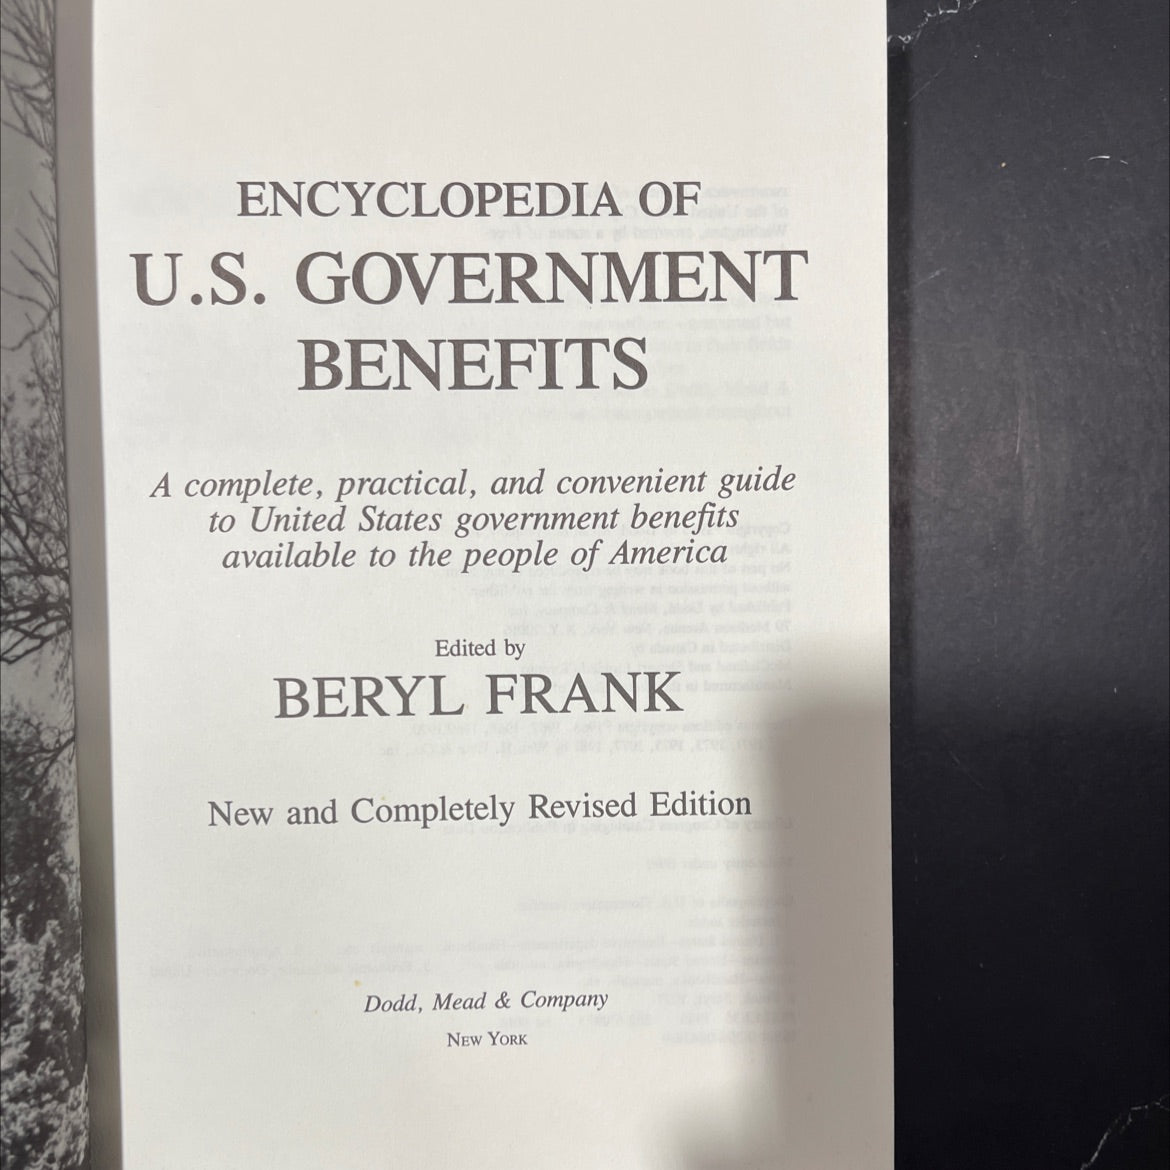 ENCYCLOPEDIA OF
U.S. GOVERNMENT
BENEFITS
A complete, practical, and convenient guide
to United States government benefits
available to the people of America
Edited by
BERYL FRANK
New and Completely Revised Edition
Dodd, Mead & Company
NEW YORK